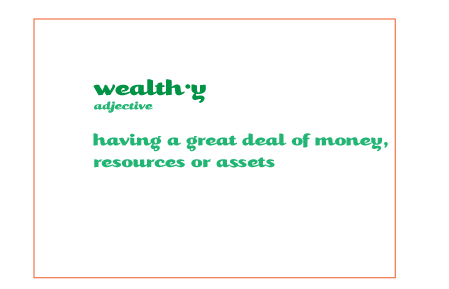 wealth·y
adjective
having a great deal of money,
resources or assets